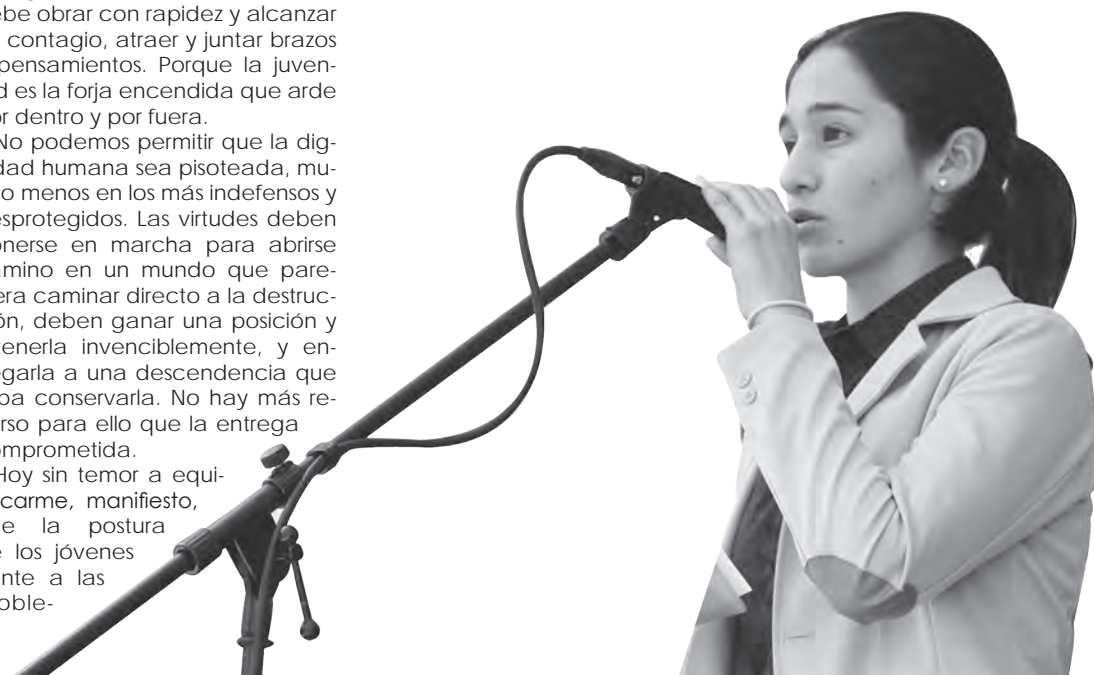 ebe obrar con rapidez y alcanzar
contagio, atraer y juntar brazos
pensamientos. Porque la juven-
d es la forja encendida que arde
or dentro y por fuera.
No podemos permitir que la dig-
dad humana sea pisoteada, mu-
o menos en los más indefensos y
esprotegidos. Las virtudes deben
onerse en marcha para abrirse
amino en un mundo que pare-
era caminar directo a la destruc-
ón, deben ganar una posición y
enerla invenciblemente, y en-
egarla a una descendencia que
pa conservarla. No hay más re-
rso para ello que la entrega
omprometida.
Hoy sin temor a equi-
carme, manifiesto,
e la postura
e los jóvenes
nte a las
oble-